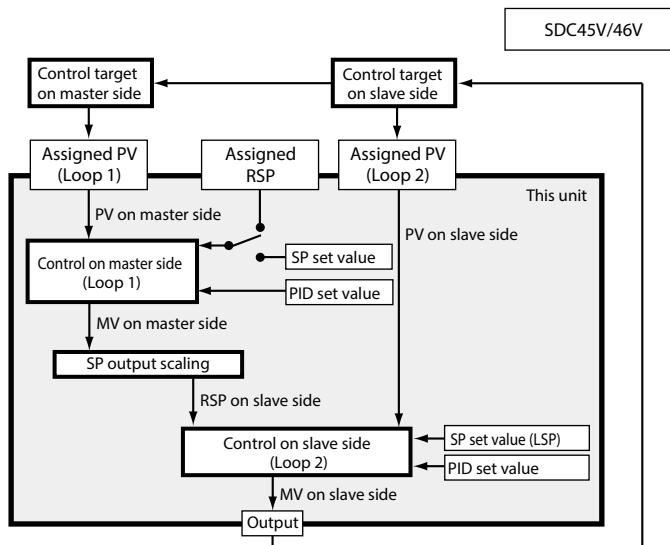 SDC45V/46V
Control target
on master side
Control target
on slave side
Assigned PV
(Loop 1)
Assigned
RSP
Assigned PV
(Loop 2)
This unit
PV on master side
PV on slave side
SP set value
Control on master side
(Loop 1)
PID set value
MV on master side
SP output scaling
RSP on slave side
Control on slave side
(Loop 2)
SP set value (LSP)
PID set value
MV on slave side
Output